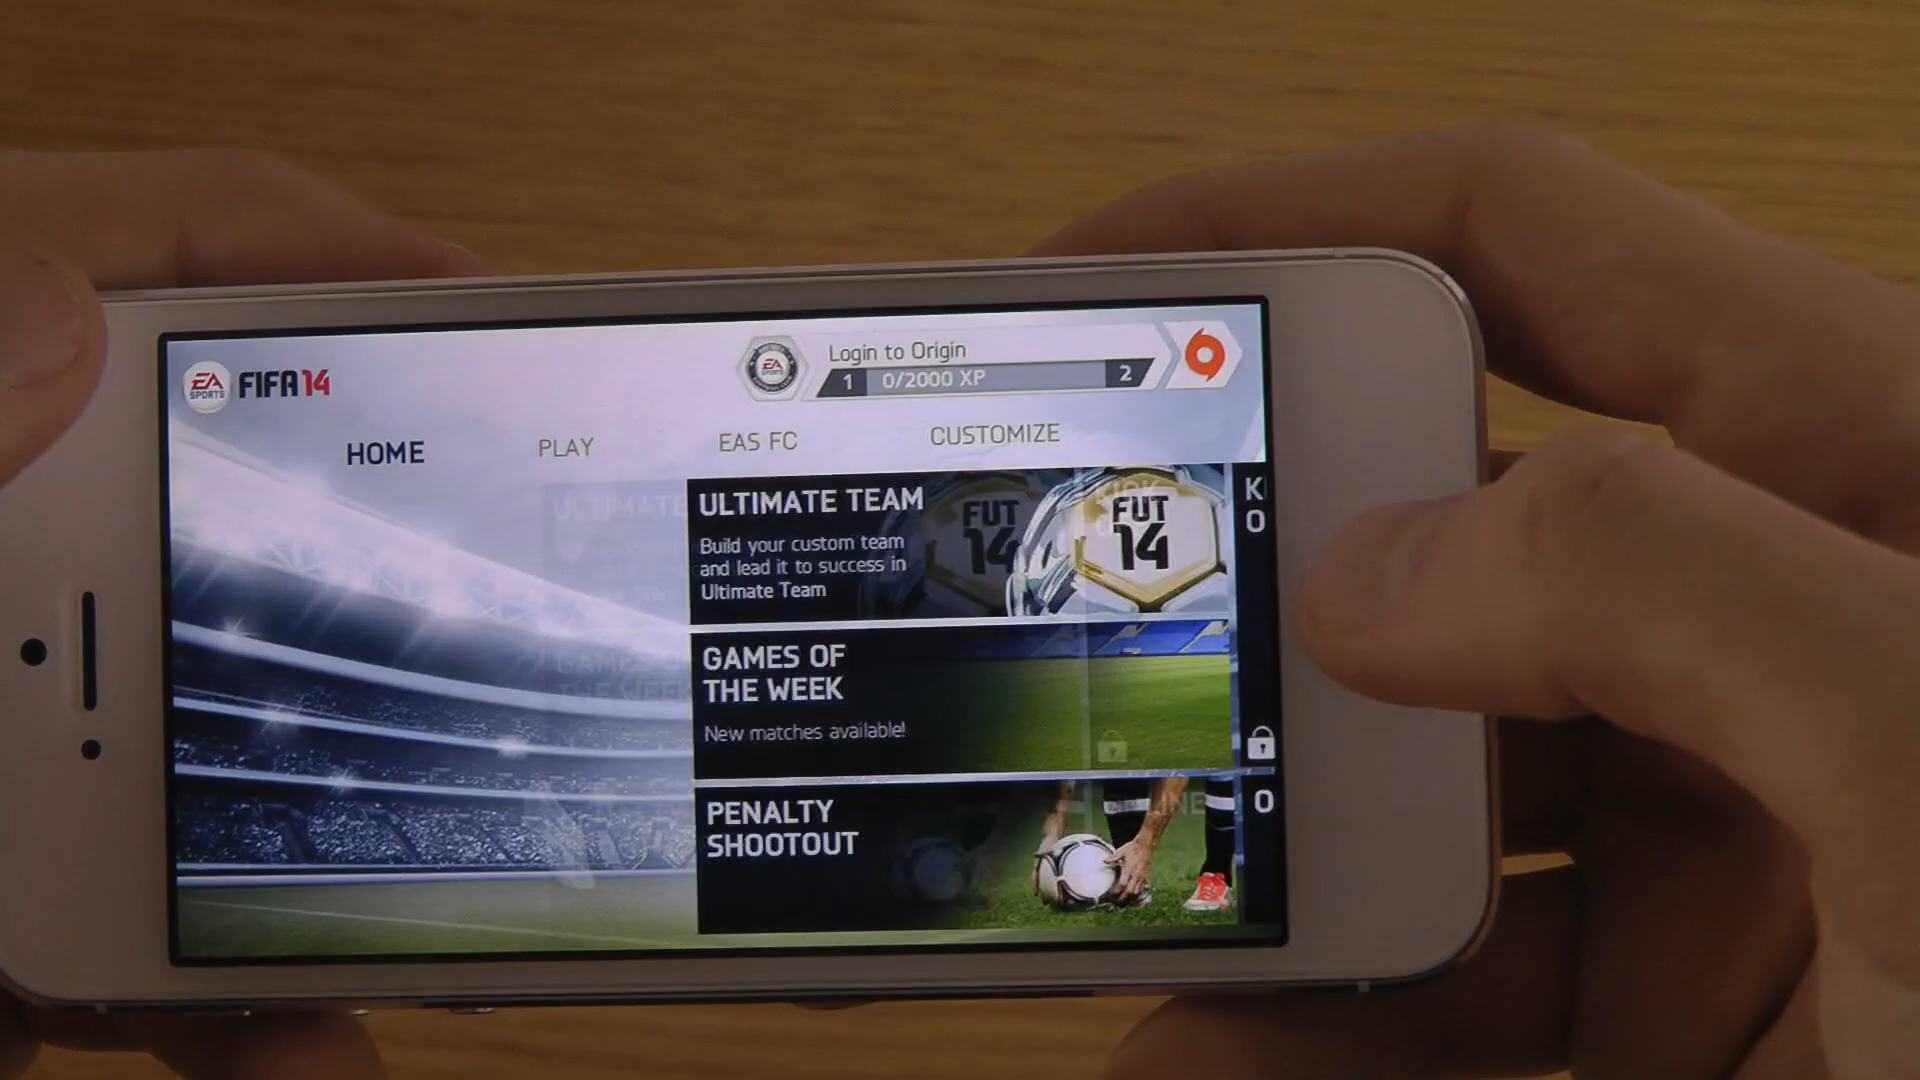 EA SPORTS FIFA 14
Login to Origin
1 0/2000 XP 2
HOME PLAY EAS FC CUSTOMIZE
ULTIMATE TEAM
Build your custom team
and lead it to success in
Ultimate Team
FUT 14
FUT 14
K
O
GAMES OF
THE WEEK
New matches available!
PENALTY
SHOOTOUT
O